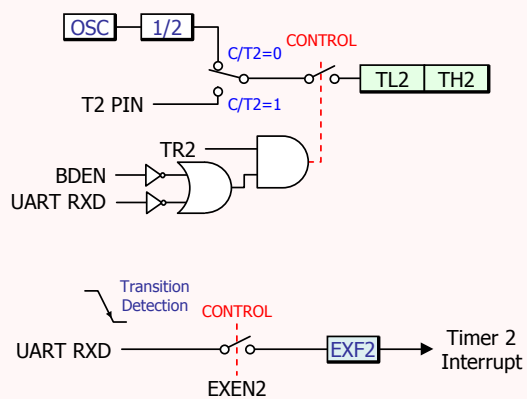 OSC
1/2
CONTROL
C/T2=0
TL2
TH2
T2 PIN
C/T2=1
TR2
BDEN
UART RXD
Transition
Detection
CONTROL
UART RXD
EXF2
Timer 2
Interrupt
EXEN2